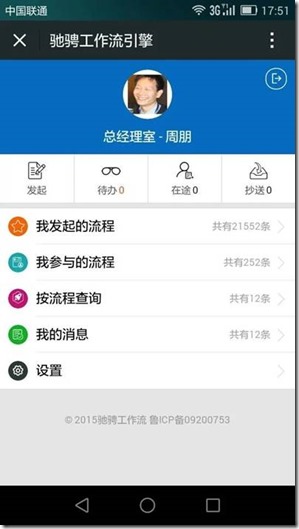 中国联通 3G 17:51
驰骋工作流引擎
总经理室 - 周朋
发起 待办 0 在途 0 抄送 0
我发起的流程 共有21552条
我参与的流程 共有252条
按流程查询 共有12条
我的消息 共有12条
设置
© 2015驰骋工作流 鲁ICP备09200753